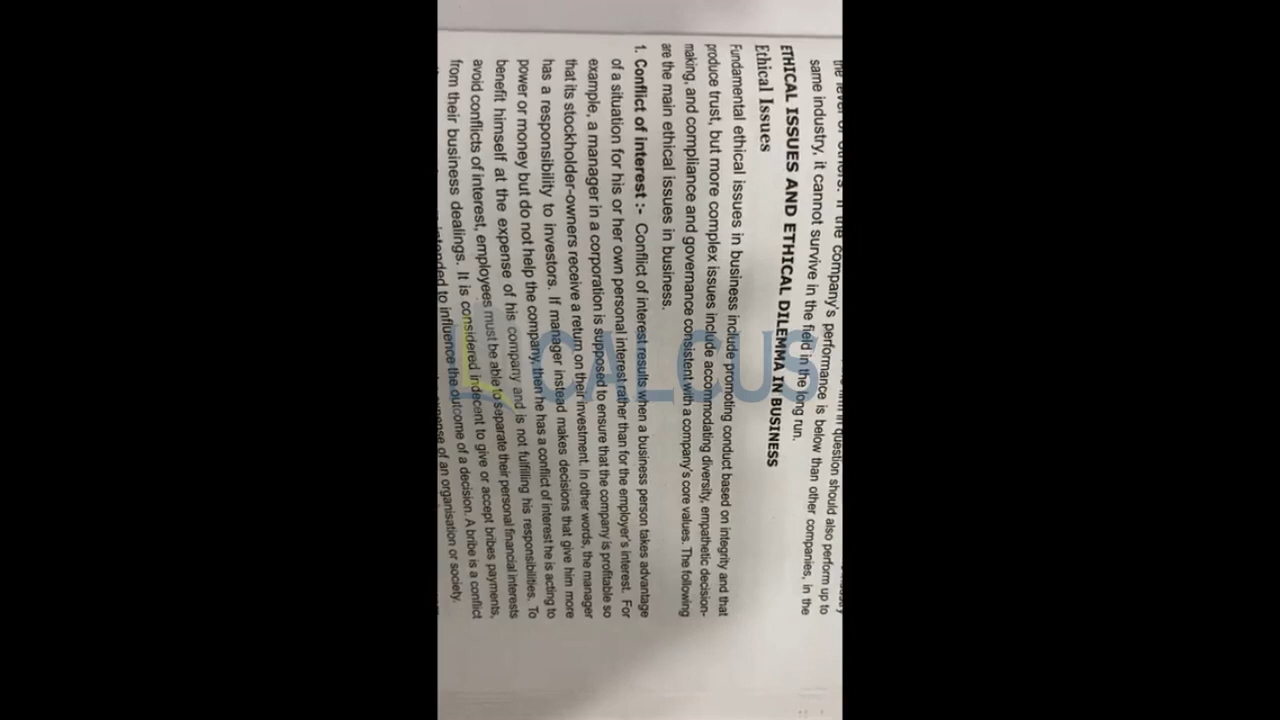 the company's performance
question should also perform up to
same industry, it cannot survive in the field in the long run.
is below than other companies, in the
ETHICAL ISSUES AND ETHICAL DILEMMA IN BUSINESS
Ethical Issues
Fundamental ethical issues in business include promoting conduct based on integrity and that
produce trust, but more complex issues include accommodating diversity, empathetic decision-
making, and compliance and governance consistent with a company's core values. The following
are the main ethical issues in business.
1. Conflict of interest :- Conflict of interest results when a business person takes advantage
of a situation for his or her own personal interest rather than for the employer's interest. For
example, a manager in a corporation is supposed to ensure that the company is profitable so
that its stockholder-owners receive a return on their investment. In other words, the manager
has a responsibility to investors. If manager instead makes decisions that give him more
power or money but do not help the company, then he has a conflict of interest he is acting to
benefit himself at the expense of his company and is not fulfilling his responsibilities. To
avoid conflicts of interest, employees must be able to separate their personal financial interests
from their business dealings. It is considered indecent to give or accept bribes payments,
intended to influence the outcome of a decision. A bribe is a conflict
expense of an organisation or society.
CALCUS